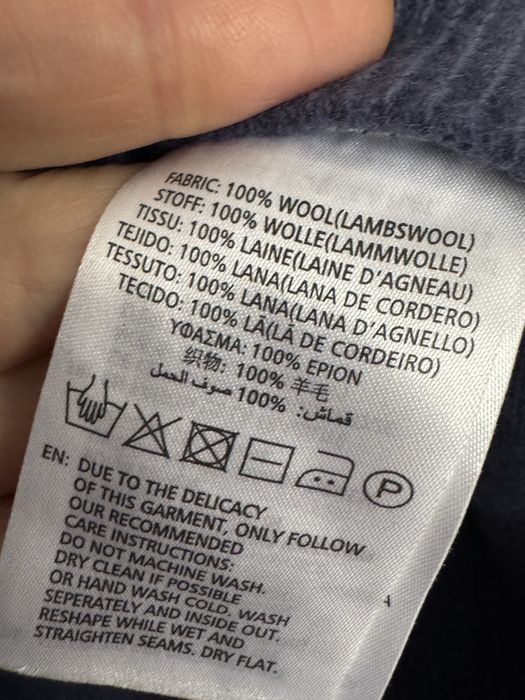 FABRIC: 100% WOOL(LAMBSWOOL)
STOFF: 100% WOLLE(LAMMWOLLE)
TISSU: 100% LAINE(LAINE D'AGNEAU)
TEJIDO: 100% LANA(LANA DE CORDERO)
TESSUTO: 100% LANA(LANA D'AGNELLO)
TECIDO: 100% LÃ(LÃ DE CORDEIRO)
ΥΦΑΣΜΑ: 100% ΕΡΙΟΝ
织物: 100% 羊毛
قماش: 100% صوف الحمل
P
EN: DUE TO THE DELICACY
OF THIS GARMENT, ONLY FOLLOW
OUR RECOMMENDED
CARE INSTRUCTIONS:
DO NOT MACHINE WASH.
DRY CLEAN IF POSSIBLE
OR HAND WASH COLD. WASH
SEPERATELY AND INSIDE OUT.
RESHAPE WHILE WET AND
STRAIGHTEN SEAMS. DRY FLAT.